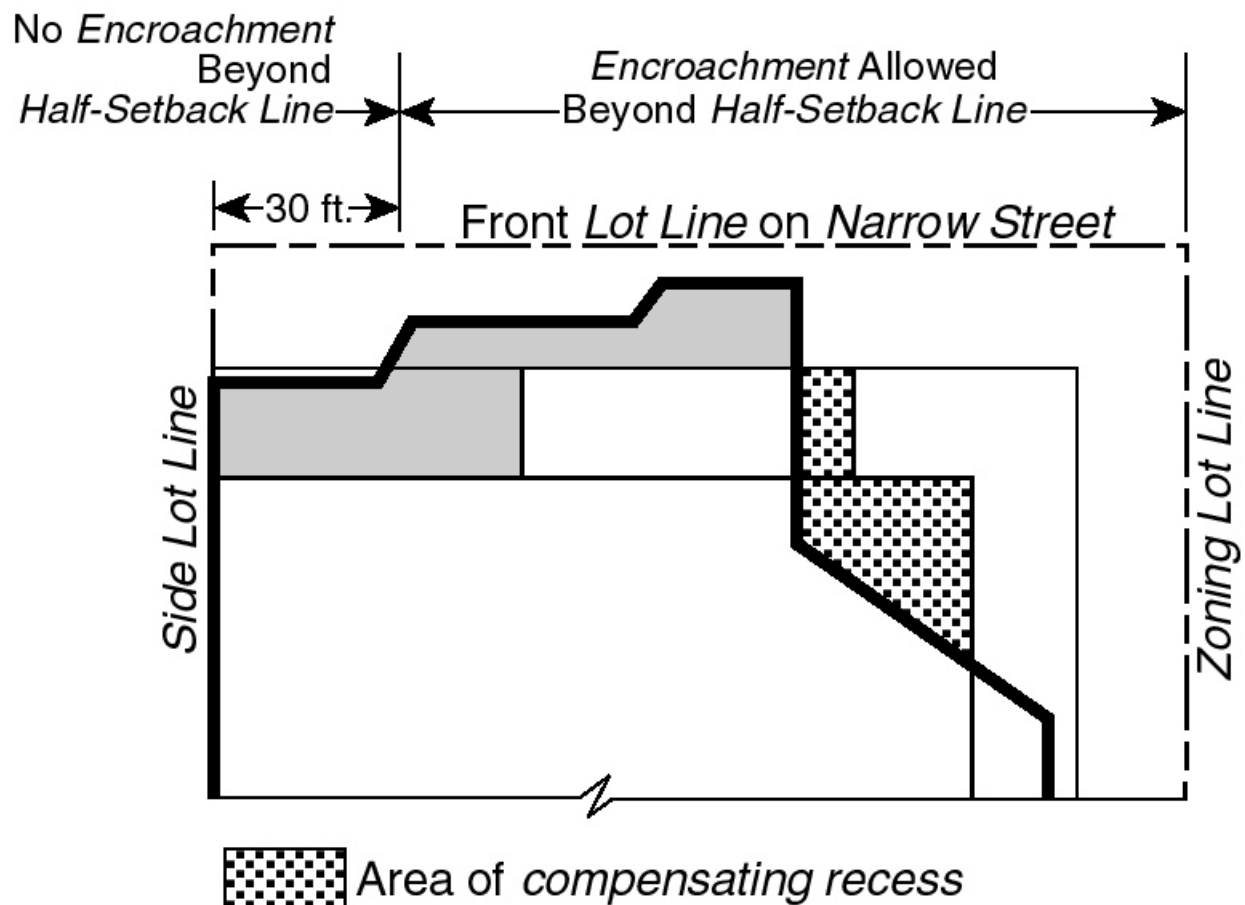 No Encroachment
Beyond
Half-Setback Line
Encroachment Allowed
Beyond Half-Setback Line
30 ft.
Front Lot Line on Narrow Street
Side Lot Line
Zoning Lot Line
Area of compensating recess